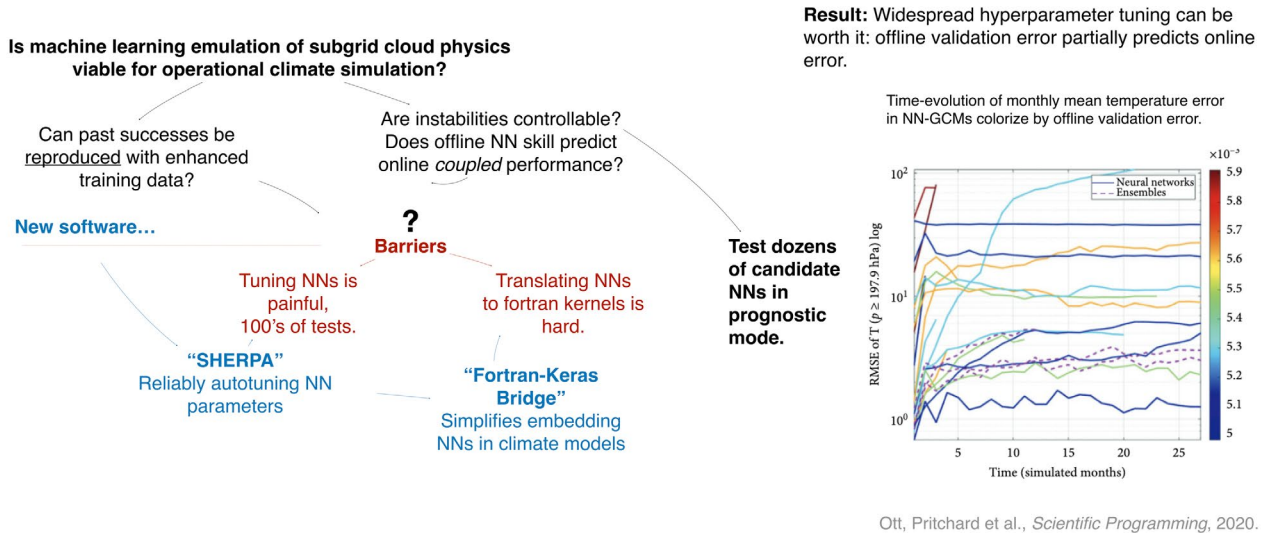 Is machine learning emulation of subgrid cloud physics
viable for operational climate simulation?
Can past successes be
reproduced with enhanced
training data?
Are instabilities controllable?
Does offline NN skill predict
online coupled performance?
New software…
?
Barriers
Tuning NNs is
painful,
100’s of tests.
Translating NNs
to fortran kernels is
hard.
“SHERPA”
Reliably autotuning NN
parameters
“Fortran-Keras
Bridge”
Simplifies embedding
NNs in climate models
Test dozens
of candidate
NNs in
prognostic
mode.
Result: Widespread hyperparameter tuning can be
worth it: offline validation error partially predicts online
error.
Time-evolution of monthly mean temperature error
in NN-GCMs colorize by offline validation error.
×10⁻³
Neural networks
Ensembles
10²
10¹
10⁰
RMSE of T (p ≥ 197.9 hPa) log
5 10 15 20 25
Time (simulated months)
5.9
5.8
5.7
5.6
5.5
5.4
5.3
5.2
5.1
5
Ott, Pritchard et al., Scientific Programming, 2020.